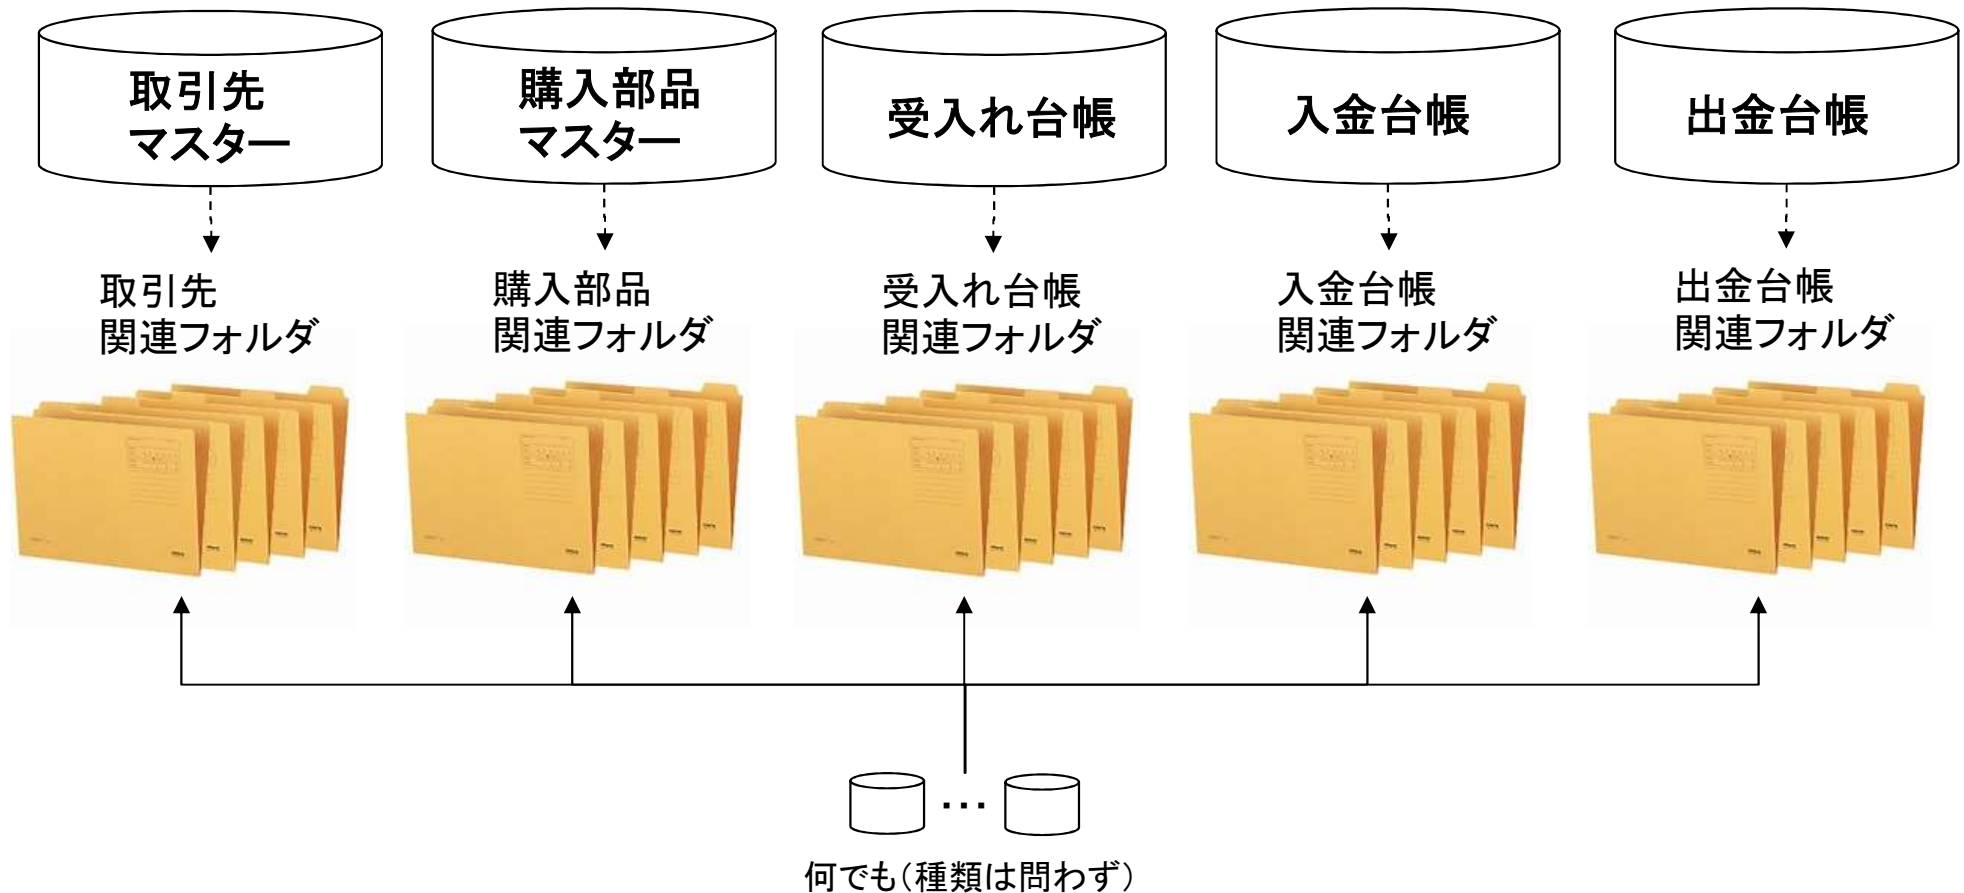 取引先
マスター
購入部品
マスター
受入れ台帳
入金台帳
出金台帳
取引先
関連フォルダ
購入部品
関連フォルダ
受入れ台帳
関連フォルダ
入金台帳
関連フォルダ
出金台帳
関連フォルダ
・・・
何でも(種類は問わず)